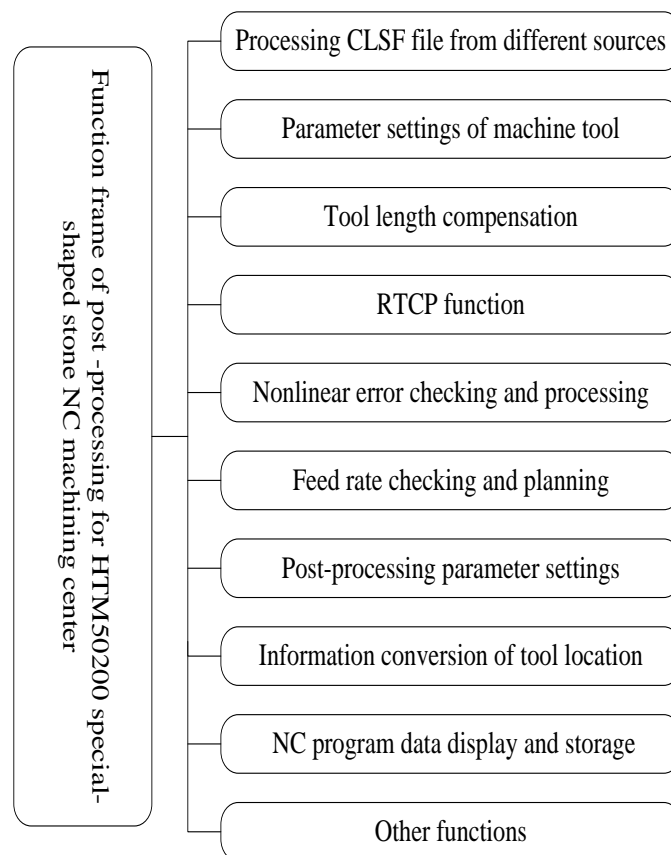 Function frame of post -processing for HTM50200 special-
shaped stone NC machining center
Processing CLSF file from different sources
Parameter settings of machine tool
Tool length compensation
RTCP function
Nonlinear error checking and processing
Feed rate checking and planning
Post-processing parameter settings
Information conversion of tool location
NC program data display and storage
Other functions